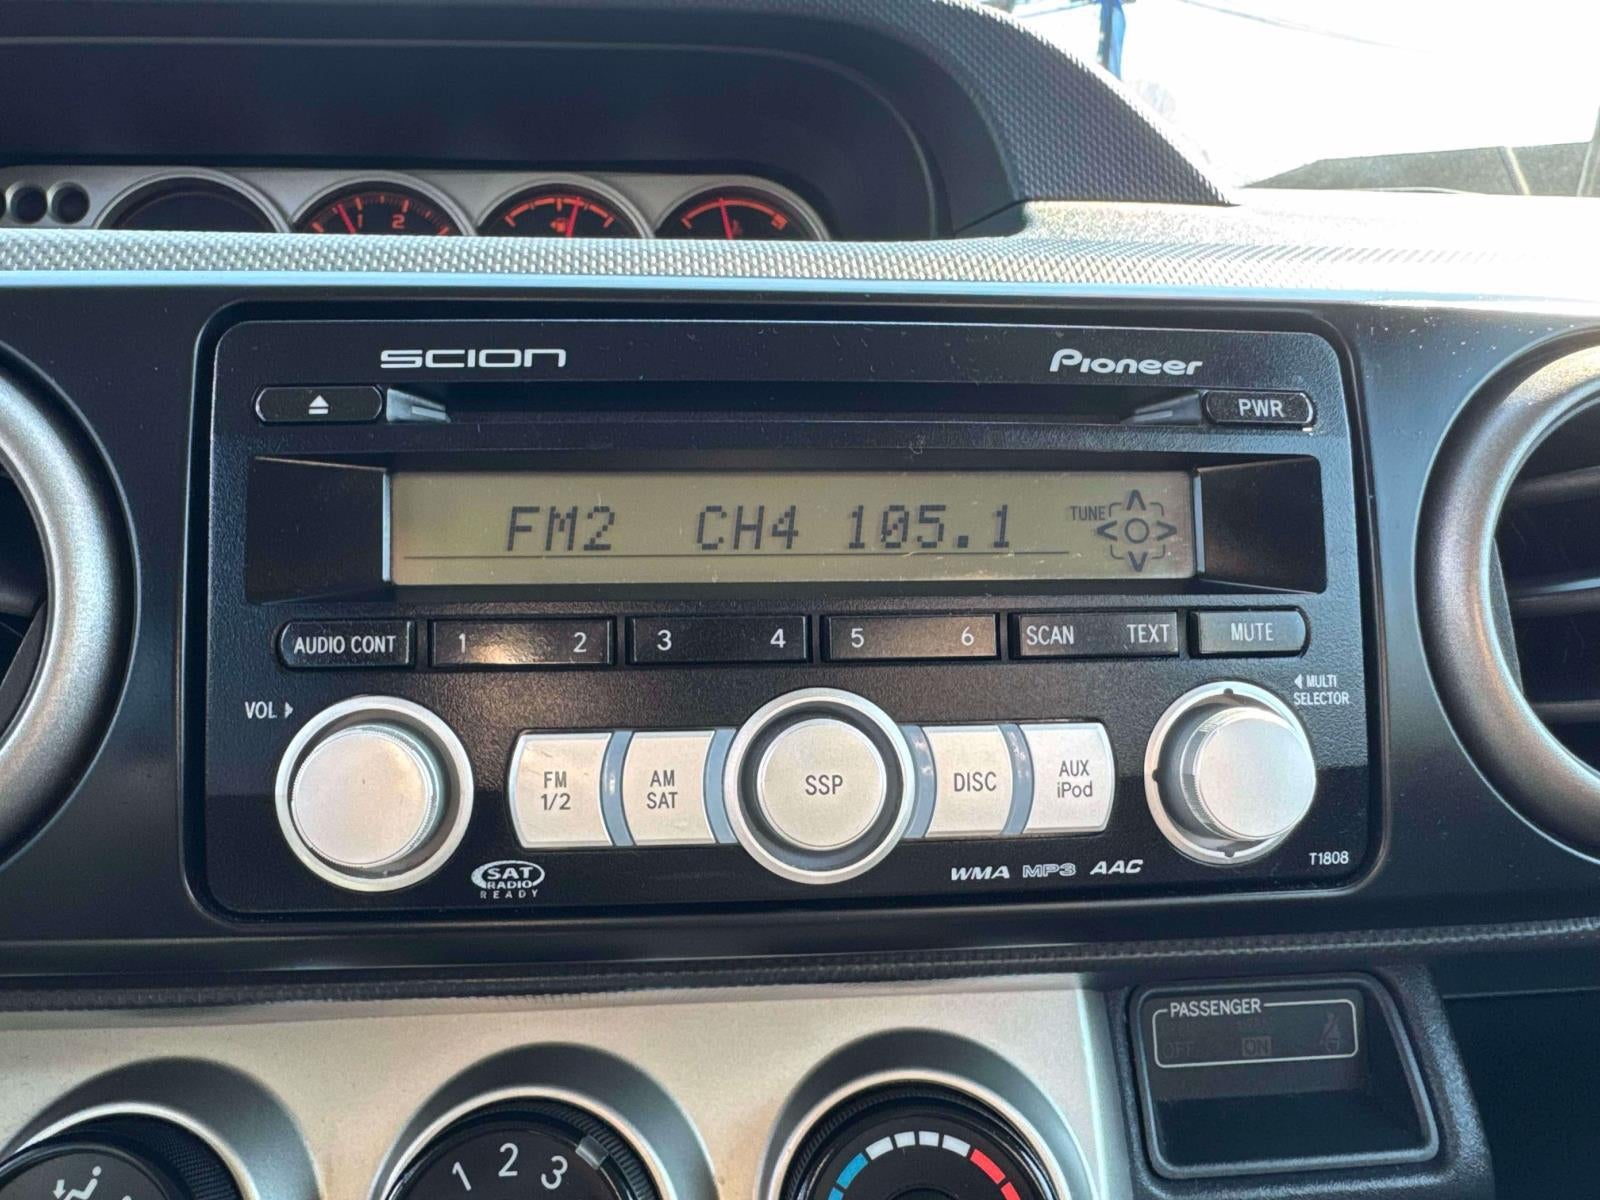 1 2
SCION Pioneer
PWR
FM2 CH4 105.1 TUNE
AUDIO CONT 1 2 3 4 5 6 SCAN TEXT MUTE
VOL MULTI
SELECTOR
FM
1/2
AM
SAT
SSP
DISC
AUX
iPod
SAT
RADIO
READY
WMA MP3 AAC
T1808
PASSENGER
OFF ON
1 2 3